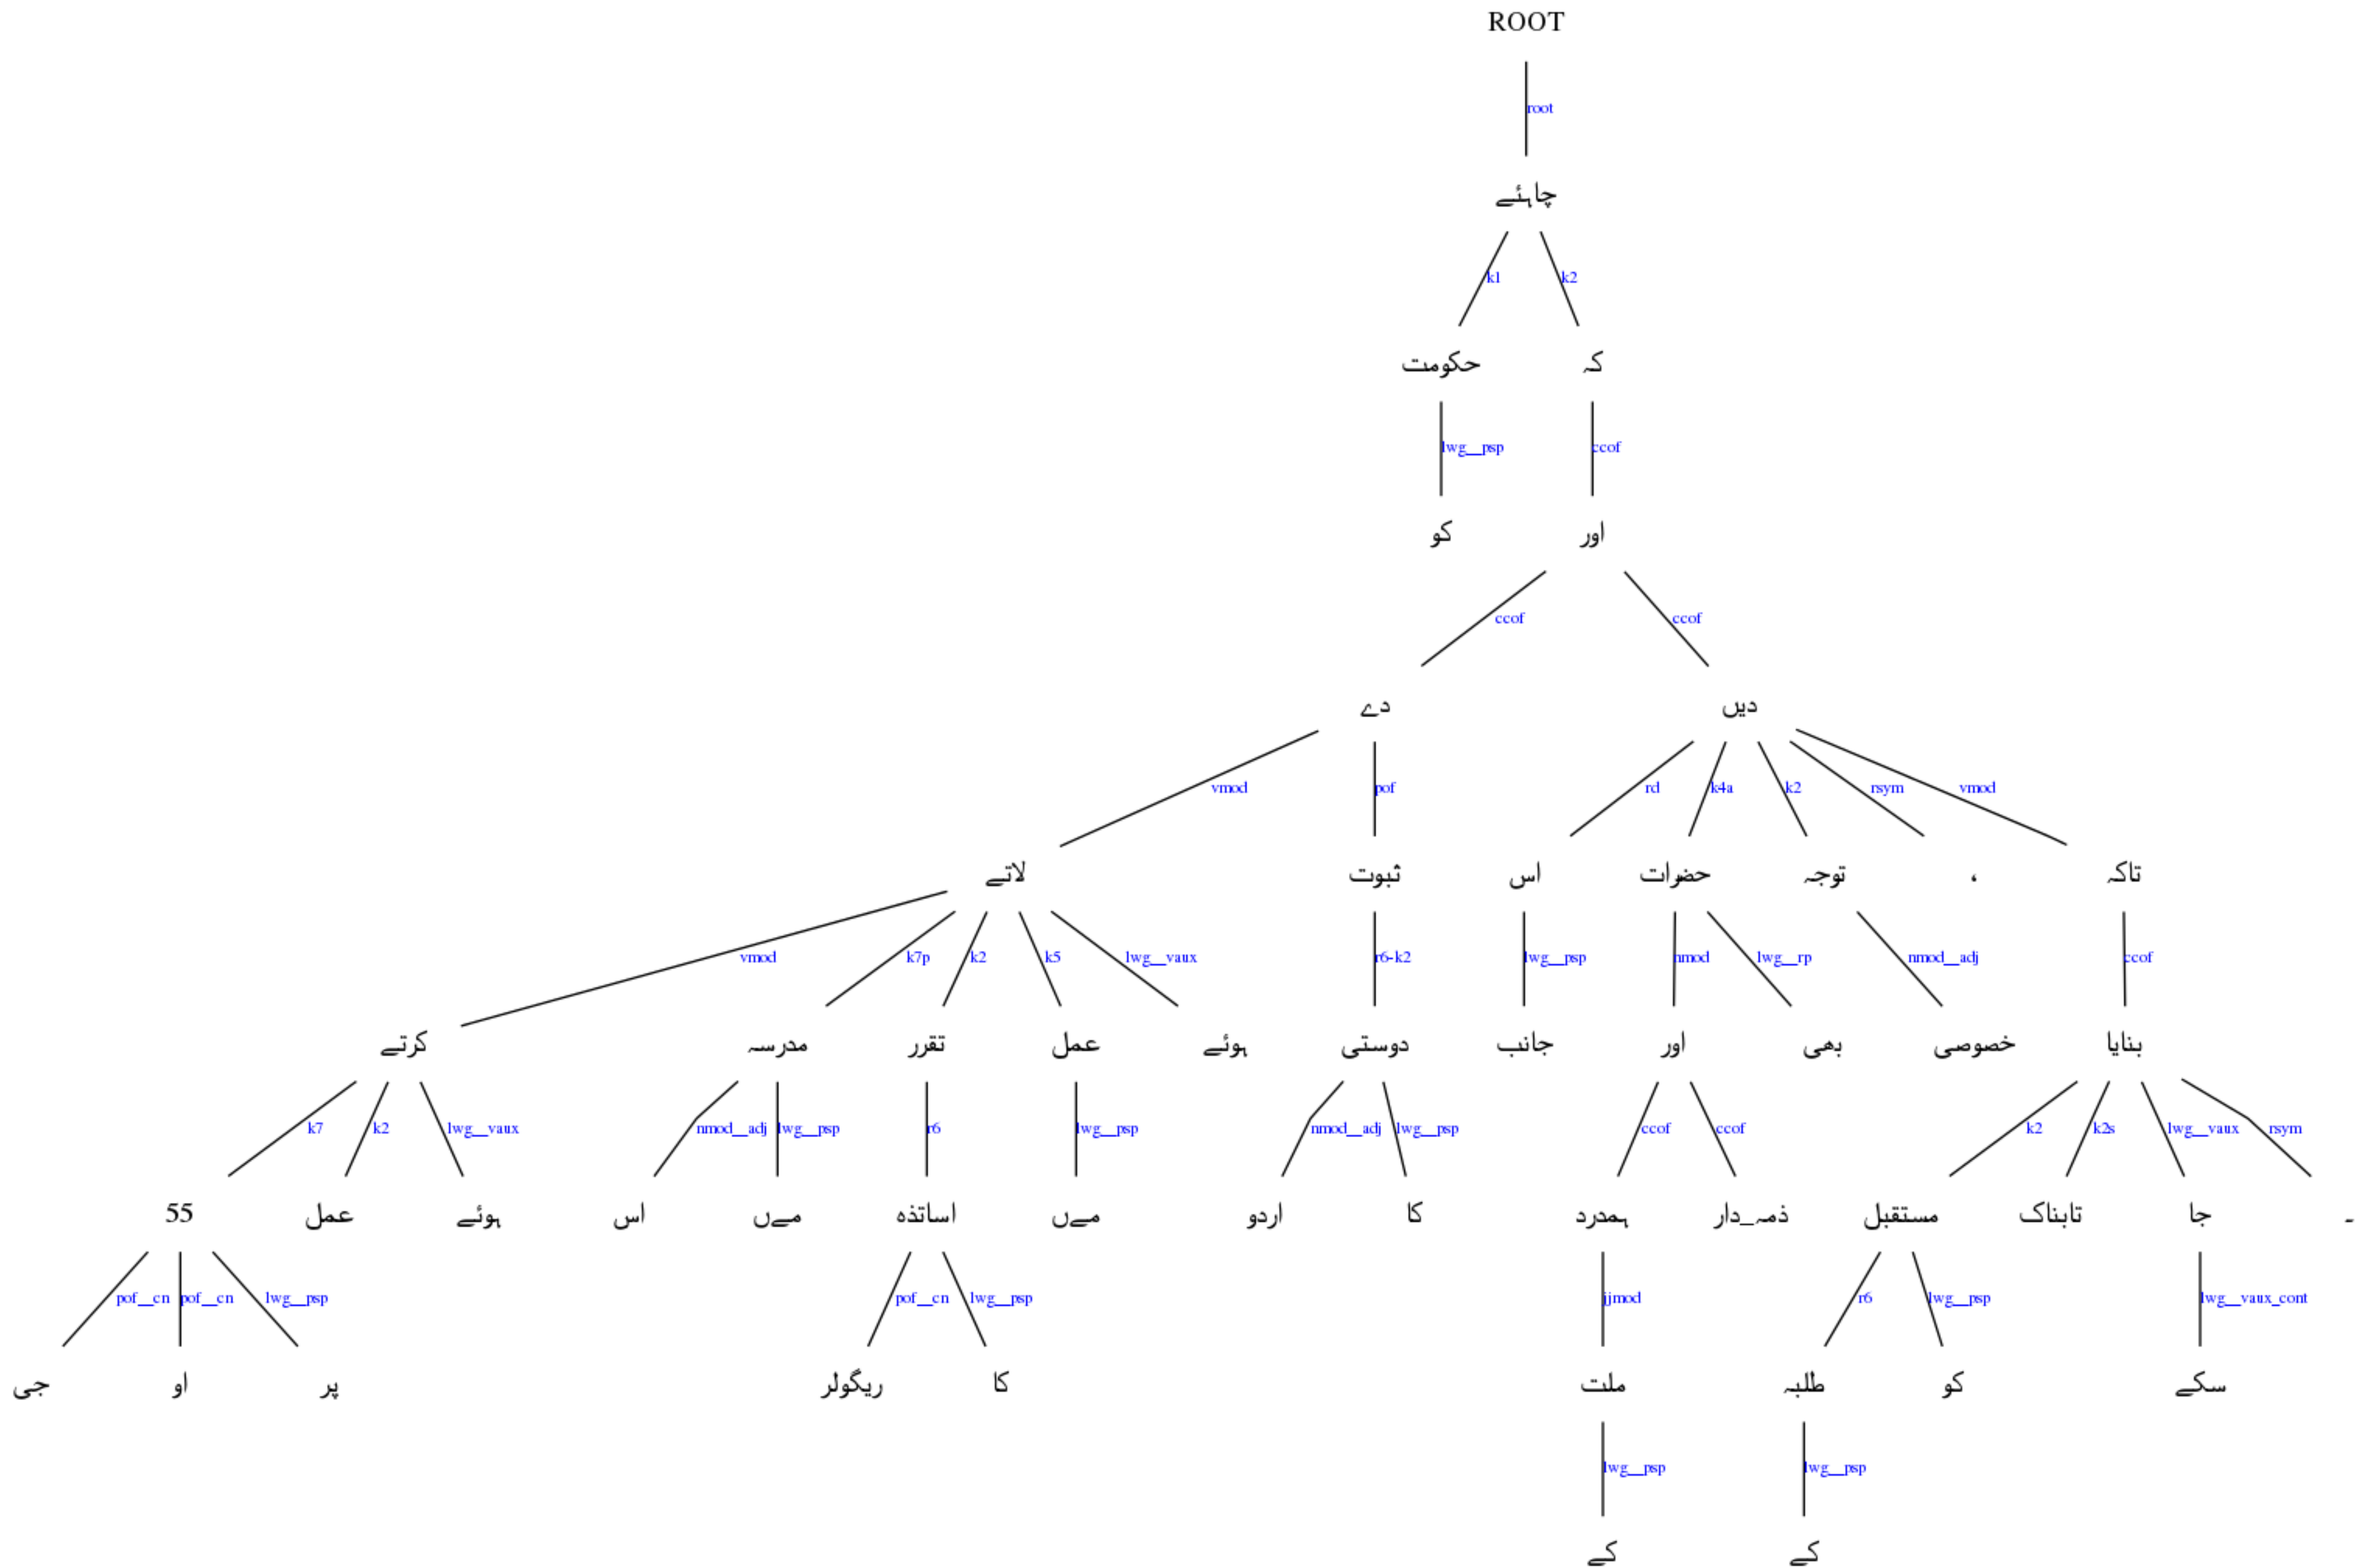 ROOT
root
چاہئے
k1 k2
حکومت کہ
lwg__psp ccof
کو اور
ccof ccof
دے دیں
vmod pof rd k4a k2 rsym vmod
لاتے ثبوت اس حضرات توجہ ، تاکہ
vmod k7p k2 k5 lwg__vaux r6-k2 lwg__psp nmod lwg__rp nmod__adj ccof
کرتے مدرسہ تقرر عمل ہوئے دوستی جانب اور بھی خصوصی بنایا
k7 k2 lwg__vaux nmod__adj lwg__psp r6 lwg__psp nmod__adj lwg__psp ccof ccof k2 k2s lwg__vaux rsym
55 عمل ہوئے اس مےں اساتذہ مےں اردو کا ہمدرد ذمہ_دار مستقبل تابناک جا ۔
pof__cn pof__cn lwg__psp pof__cn lwg__psp jjmod r6 lwg__psp lwg__vaux_cont
جی او پر ریگولر کا ملت طلبہ کو سکے
lwg__psp lwg__psp
کے کے